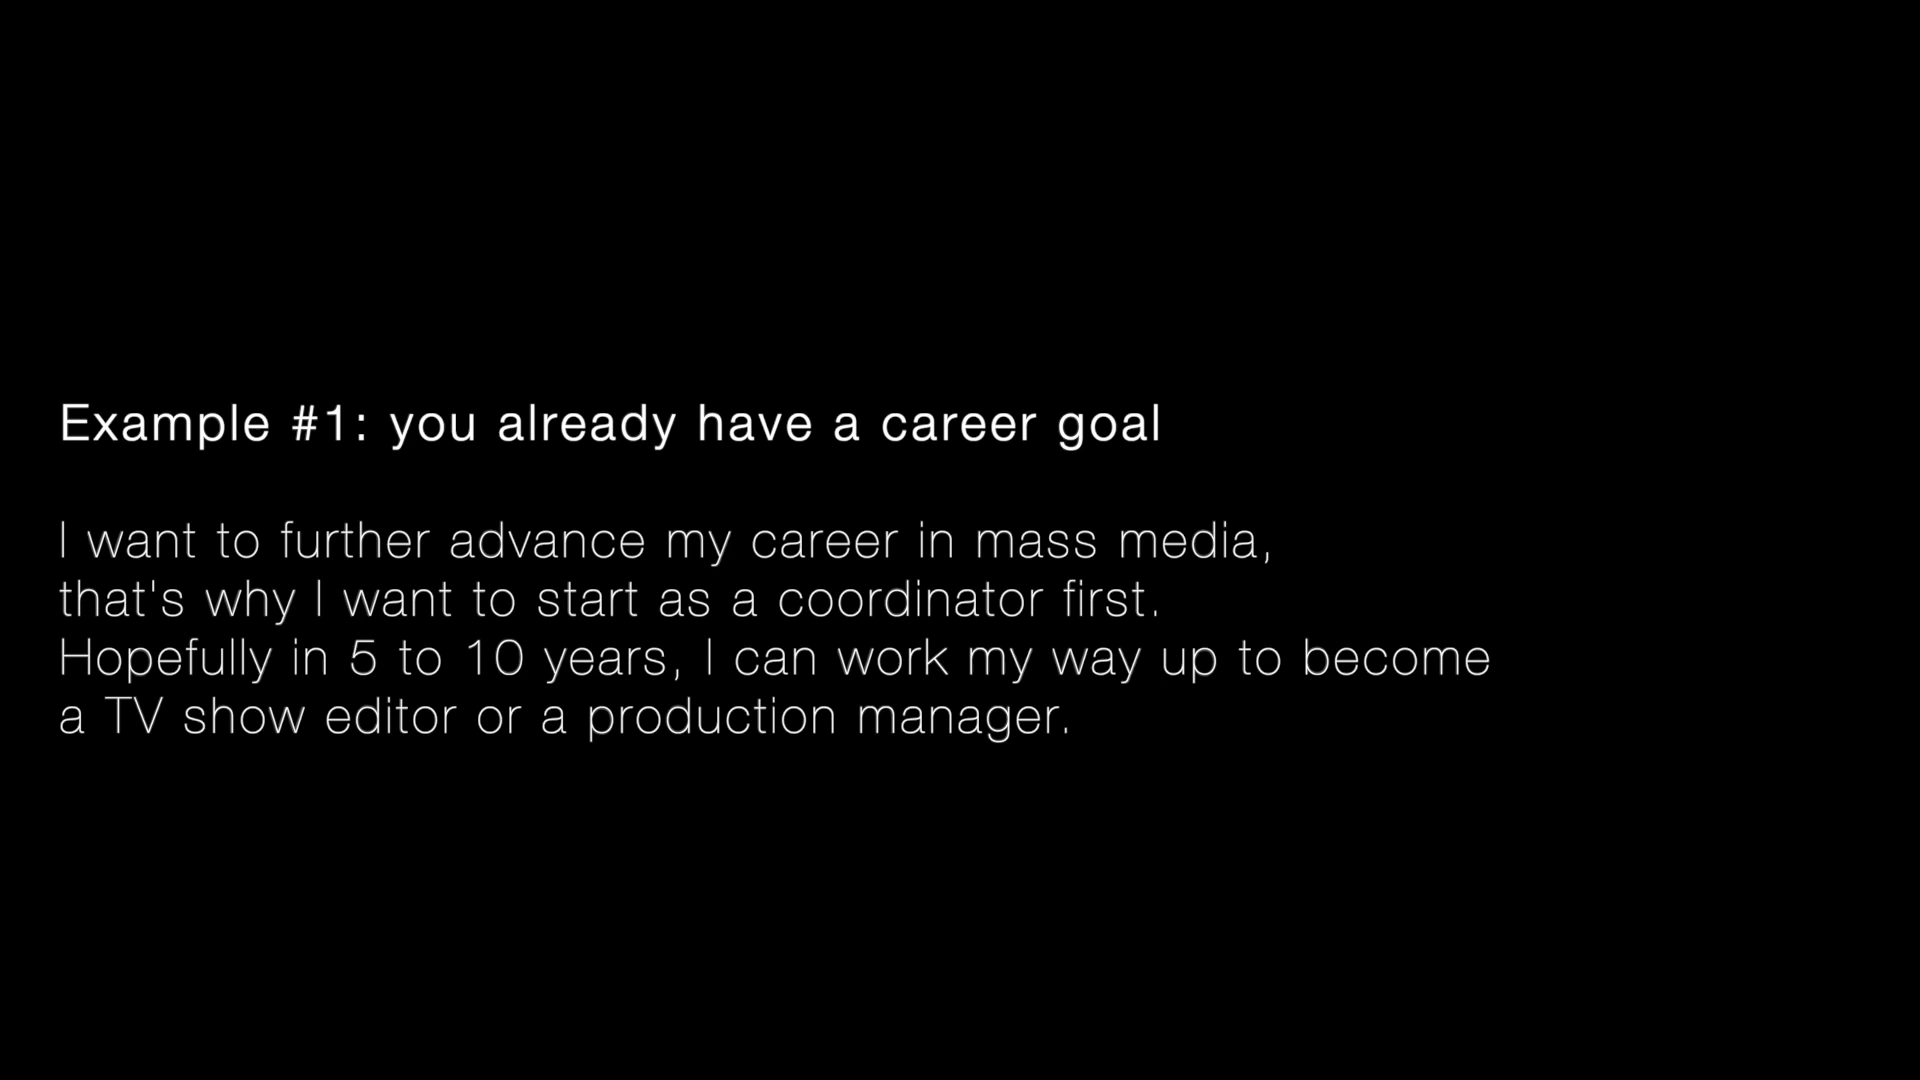 Example #1: you already have a career goal
I want to further advance my career in mass media,
that's why I want to start as a coordinator first.
Hopefully in 5 to 10 years, I can work my way up to become
a TV show editor or a production manager.